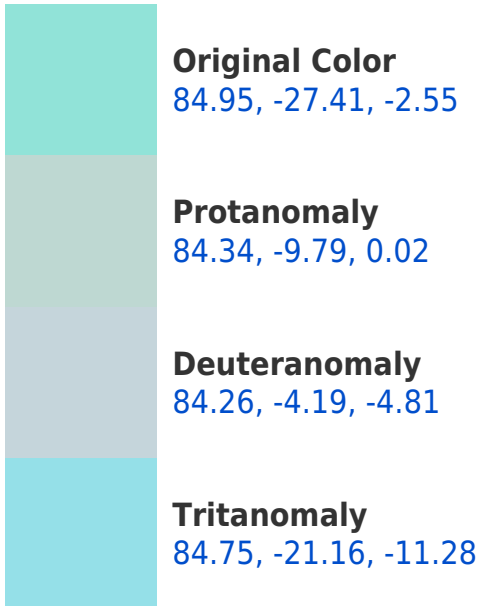 Original Color
84.95, -27.41, -2.55
Protanomaly
84.34, -9.79, 0.02
Deuteranomaly
84.26, -4.19, -4.81
Tritanomaly
84.75, -21.16, -11.28